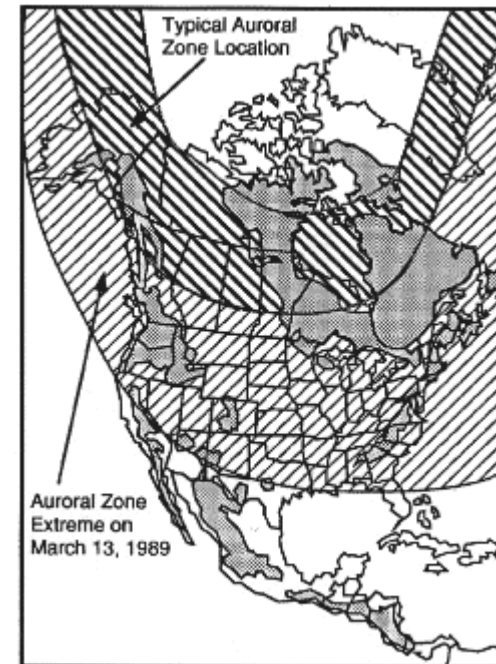 Typical Auroral
Zone Location
Auroral Zone
Extreme on
March 13, 1989